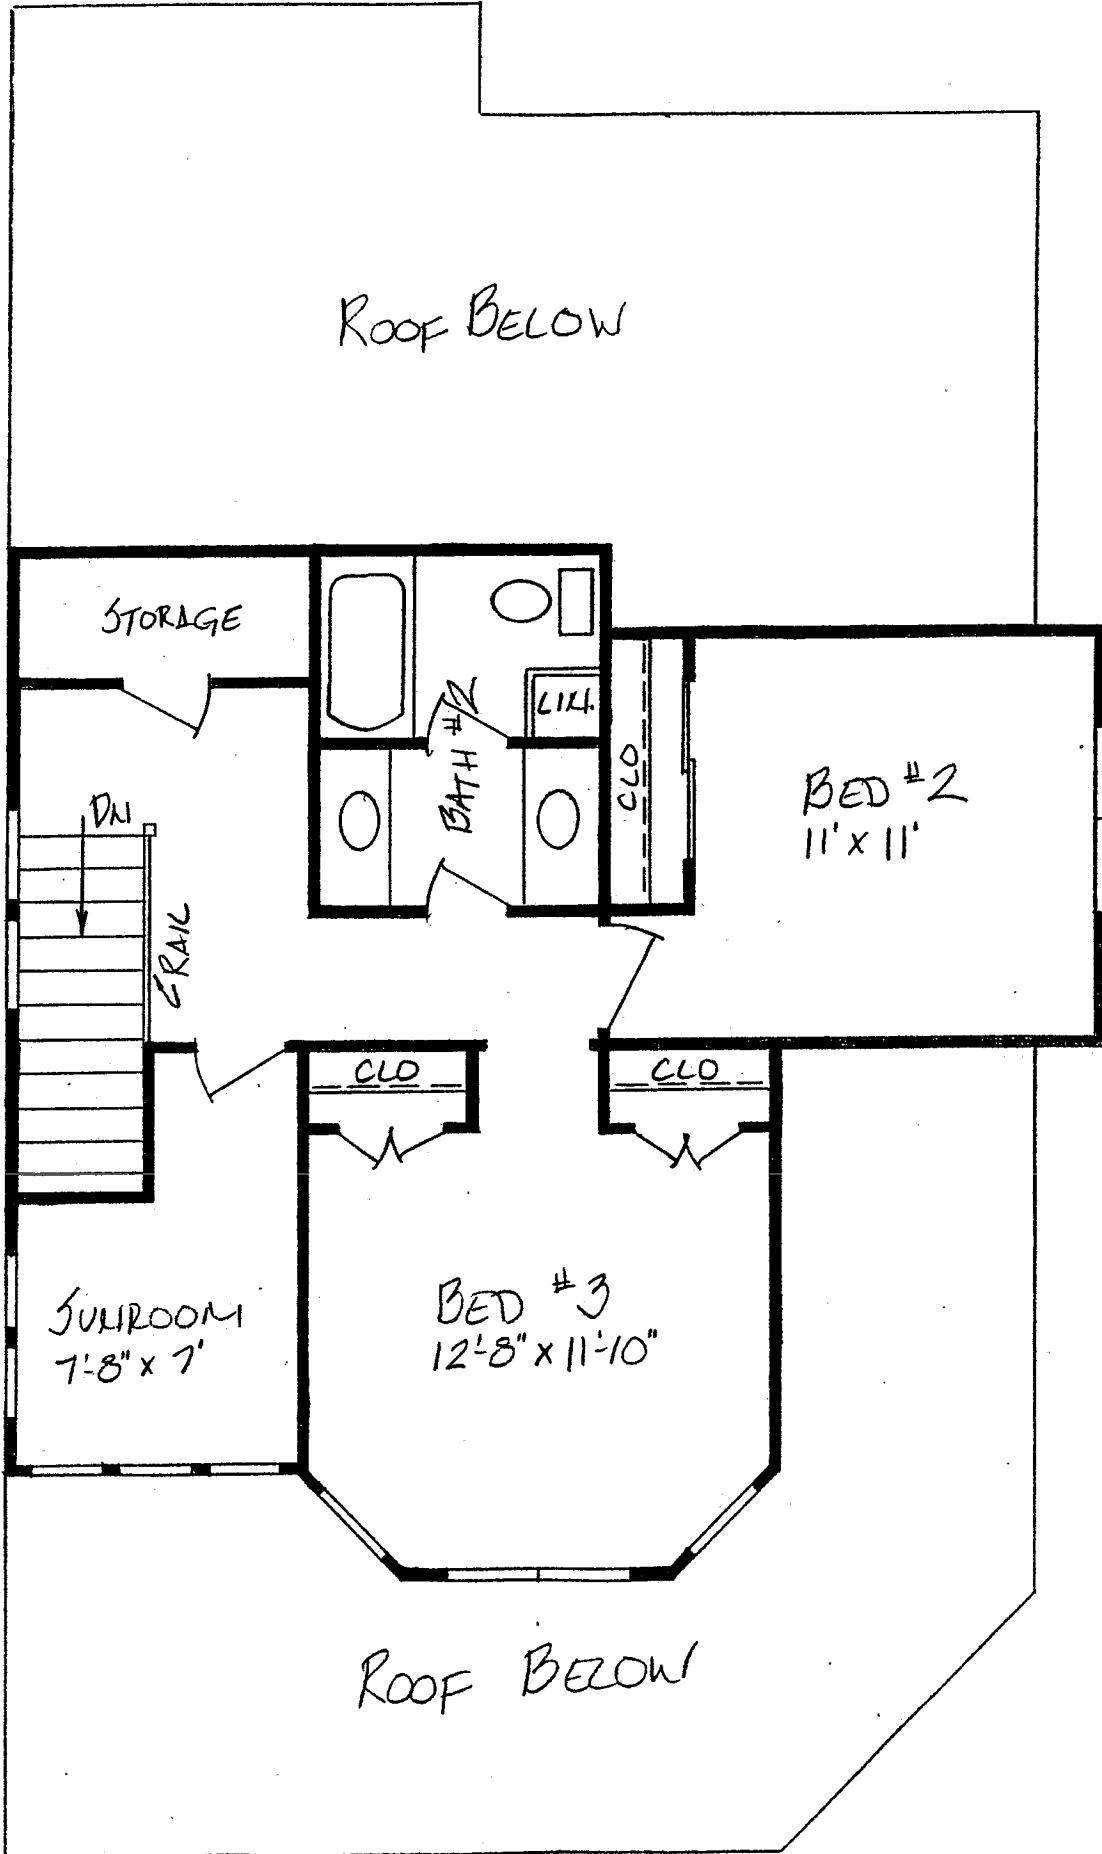 ROOF BELOW
STORAGE
LIN.
BATH #2
CLO
BED #2
11' x 11'
DN
RAIL
CLO
CLO
SUNROOM
7'-8" x 7'
BED #3
12'-8" x 11'-10"
ROOF BELOW